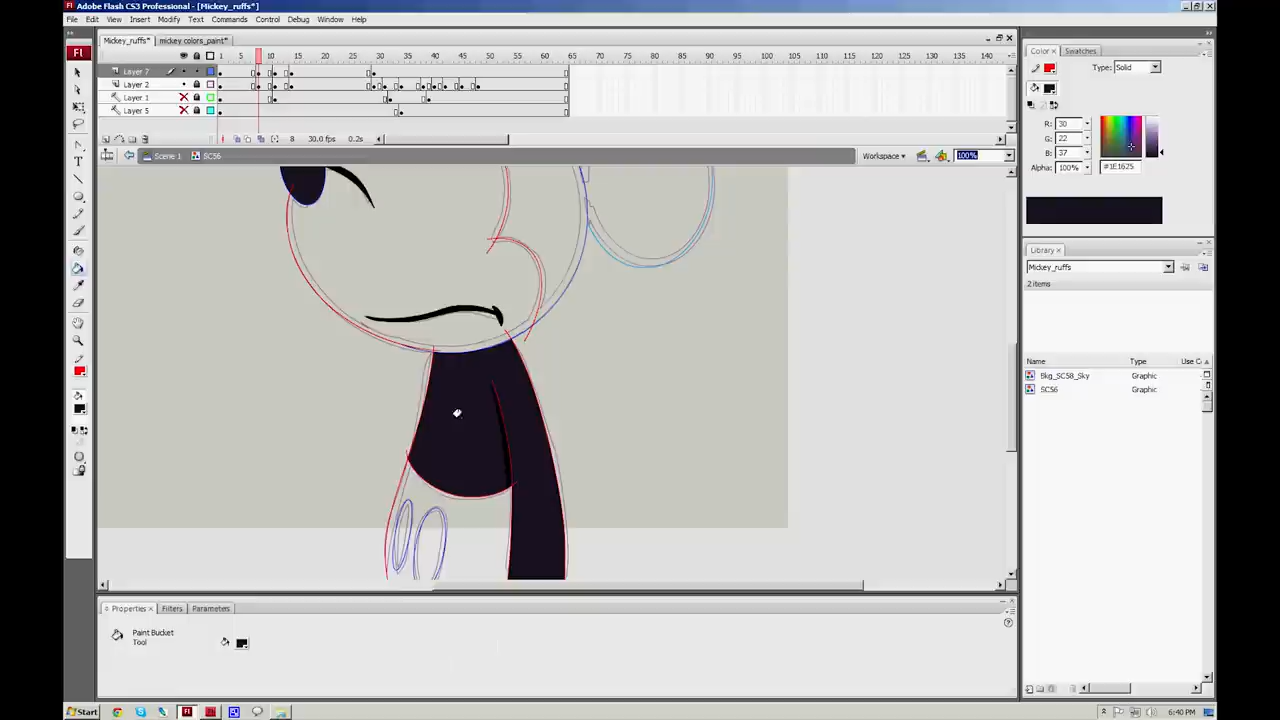 Adobe Flash CS3 Professional - [Mickey_ruffs*]
File Edit View Insert Modify Text Commands Control Debug Window Help
Mickey_ruffs* × mickey colors_paint*
1 5 10 15 20 25 30 35 40 45 50 55 60 65 70 75 80 85 90 95 100 105 110 115 120 125 130 135 140
Layer 7
Layer 2
Layer 1
Layer 5
8 30.0 fps 0.2s
Scene 1 SC56 Workspace 100%
Color × Swatches
Type: Solid
R: 30
G: 22
B: 37
Alpha: 100% #1E1625
Library ×
Mickey_ruffs
2 items
Name Type Use C
Bkg_SC58_Sky Graphic
SC56 Graphic
Properties × Filters Parameters
Paint Bucket
Tool
Start 6:40 PM